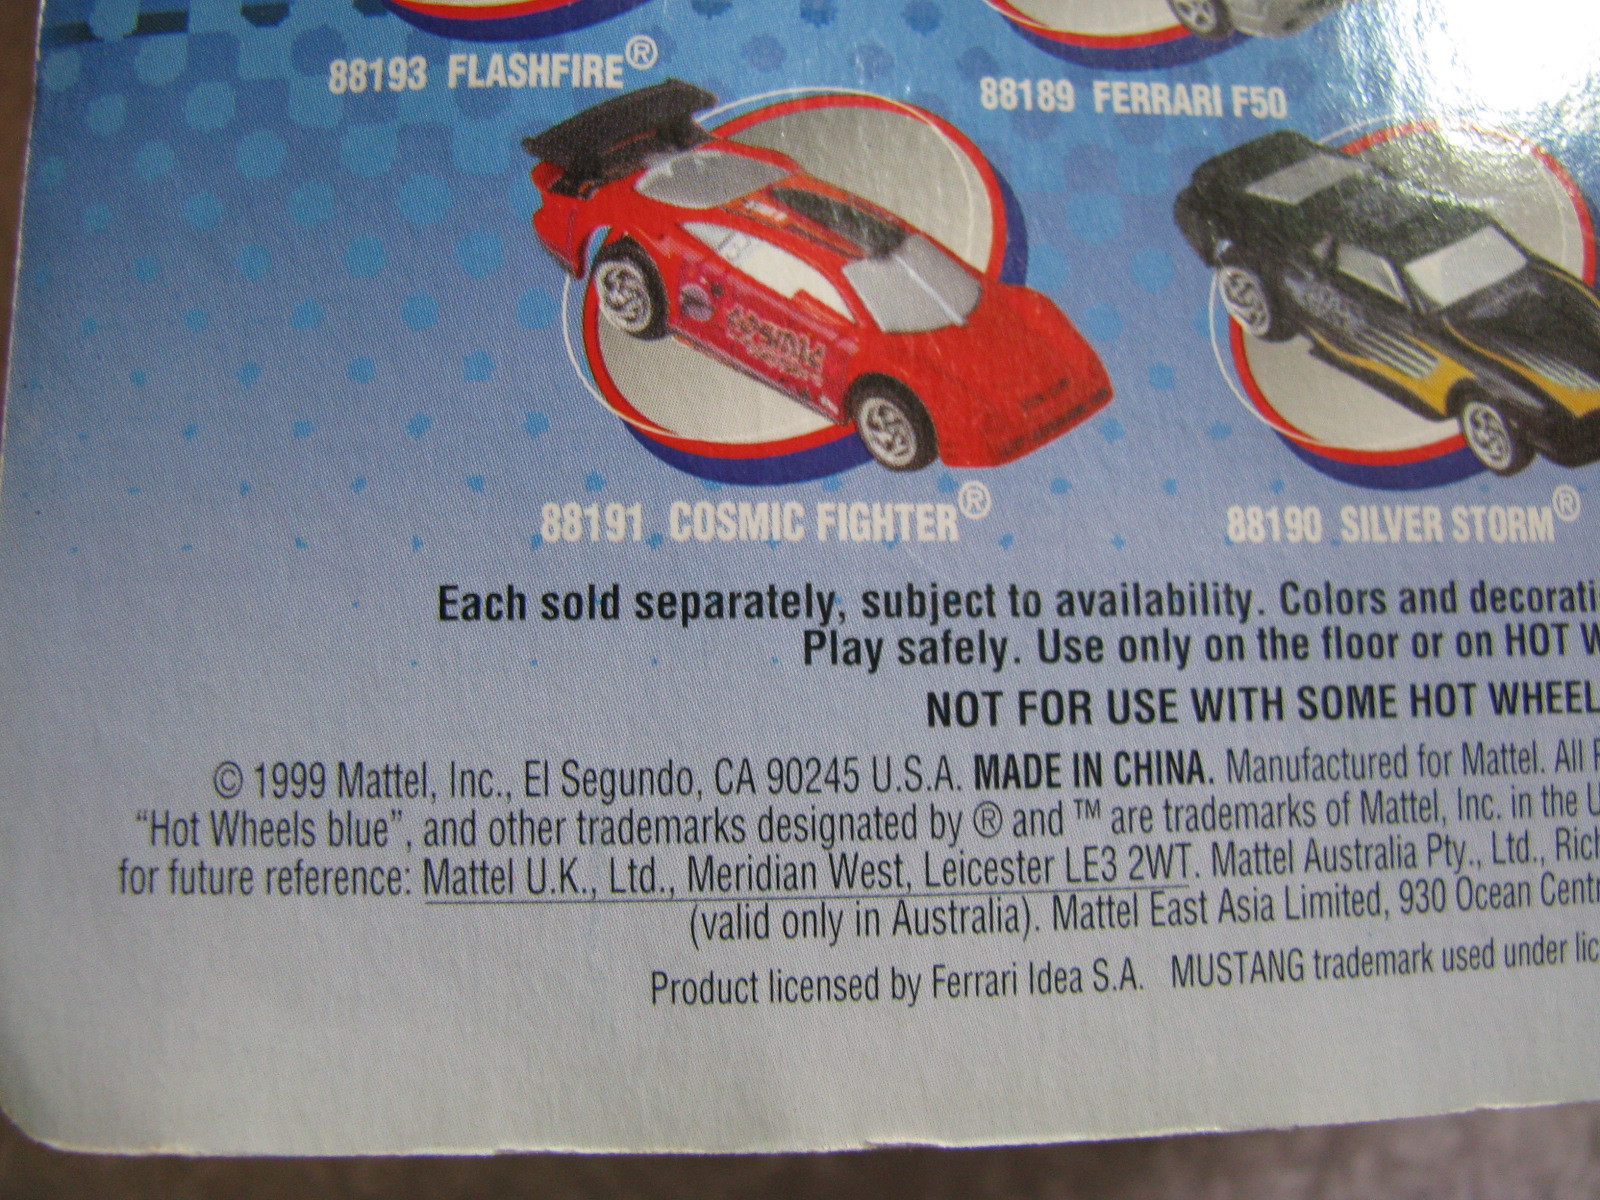 88193 FLASHFIRE®
88189 FERRARI F50
88191 COSMIC FIGHTER®
88190 SILVER STORM®
Each sold separately, subject to availability. Colors and decorati
Play safely. Use only on the floor or on HOT W
NOT FOR USE WITH SOME HOT WHEEL
© 1999 Mattel, Inc., El Segundo, CA 90245 U.S.A. MADE IN CHINA. Manufactured for Mattel. All R
“Hot Wheels blue”, and other trademarks designated by ® and ™ are trademarks of Mattel, Inc. in the U
for future reference: Mattel U.K., Ltd., Meridian West, Leicester LE3 2WT. Mattel Australia Pty., Ltd., Rich
(valid only in Australia). Mattel East Asia Limited, 930 Ocean Centr
Product licensed by Ferrari Idea S.A. MUSTANG trademark used under lic